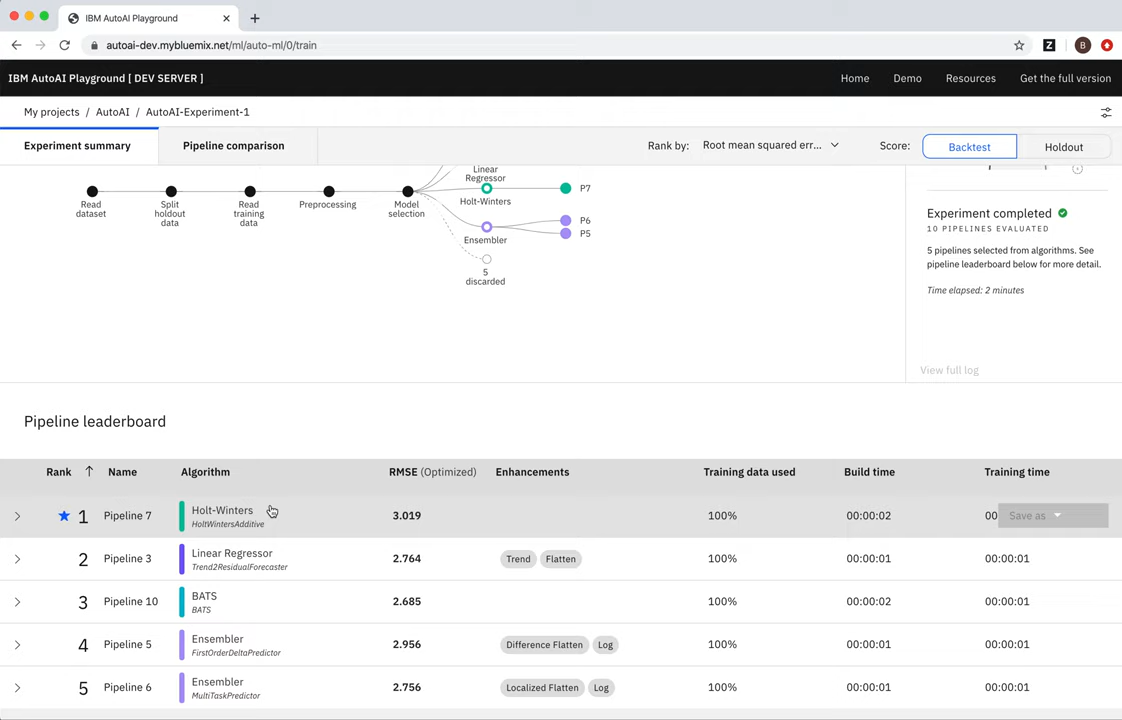 IBM AutoAI Playground
autoai-dev.mybluemix.net/ml/auto-ml/0/train
Z
B
IBM AutoAI Playground [ DEV SERVER ]
Home
Demo
Resources
Get the full version
My projects / AutoAI / AutoAI-Experiment-1
Experiment summary
Pipeline comparison
Rank by:
Root mean squared err...
Score:
Backtest
Holdout
Read dataset
Split holdout data
Read training data
Preprocessing
Model selection
Linear Regressor
Holt-Winters
P7
Ensembler
P6
P5
5 discarded
Experiment completed
10 PIPELINES EVALUATED
5 pipelines selected from algorithms. See
pipeline leaderboard below for more detail.
Time elapsed: 2 minutes
View full log
Pipeline leaderboard
Rank Name Algorithm RMSE (Optimized) Enhancements Training data used Build time Training time
1 Pipeline 7 Holt-Winters 3.019 100% 00:00:02 00 Save as
HoltWintersAdditive
2 Pipeline 3 Linear Regressor 2.764 Trend Flatten 100% 00:00:01 00:00:01
Trend2ResidualForecaster
3 Pipeline 10 BATS 2.685 100% 00:00:02 00:00:01
BATS
4 Pipeline 5 Ensembler 2.956 Difference Flatten Log 100% 00:00:01 00:00:01
FirstOrderDeltaPredictor
5 Pipeline 6 Ensembler 2.756 Localized Flatten Log 100% 00:00:01 00:00:01
MultiTaskPredictor